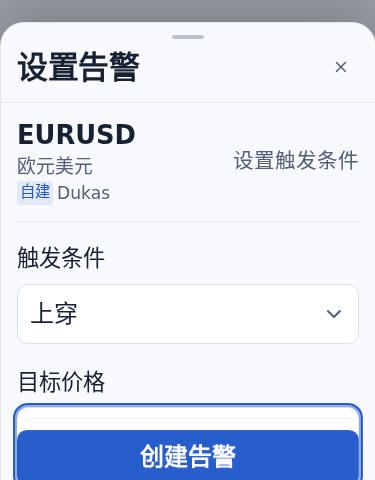 设置告警
×
EURUSD
欧元美元
自建 Dukas
设置触发条件
触发条件
上穿
目标价格
创建告警